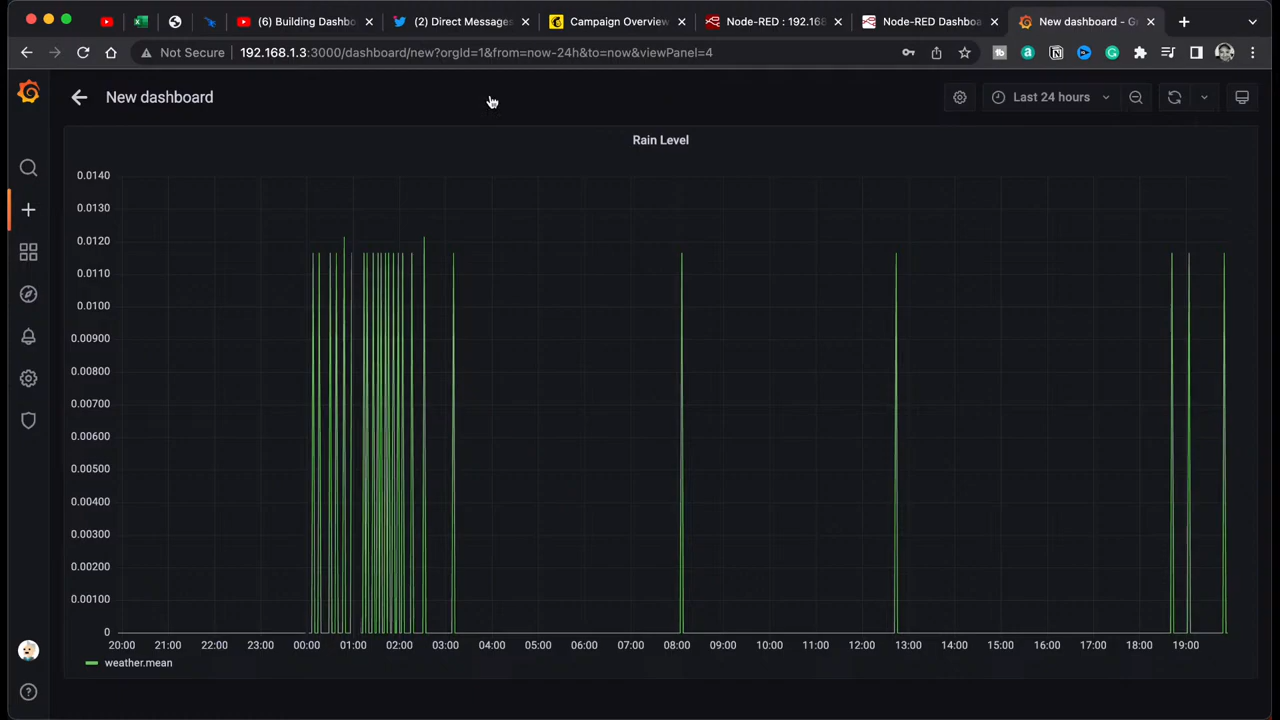 (6) Building Dashbo
(2) Direct Messages
Campaign Overview
Node-RED : 192.168
Node-RED Dashboa
New dashboard - G
Not Secure
192.168.1.3:3000/dashboard/new?orgId=1&from=now-24h&to=now&viewPanel=4
New dashboard
Last 24 hours
Rain Level
0.0140
0.0130
0.0120
0.0110
0.0100
0.00900
0.00800
0.00700
0.00600
0.00500
0.00400
0.00300
0.00200
0.00100
0
20:00 21:00 22:00 23:00 00:00 01:00 02:00 03:00 04:00 05:00 06:00 07:00 08:00 09:00 10:00 11:00 12:00 13:00 14:00 15:00 16:00 17:00 18:00 19:00
weather.mean